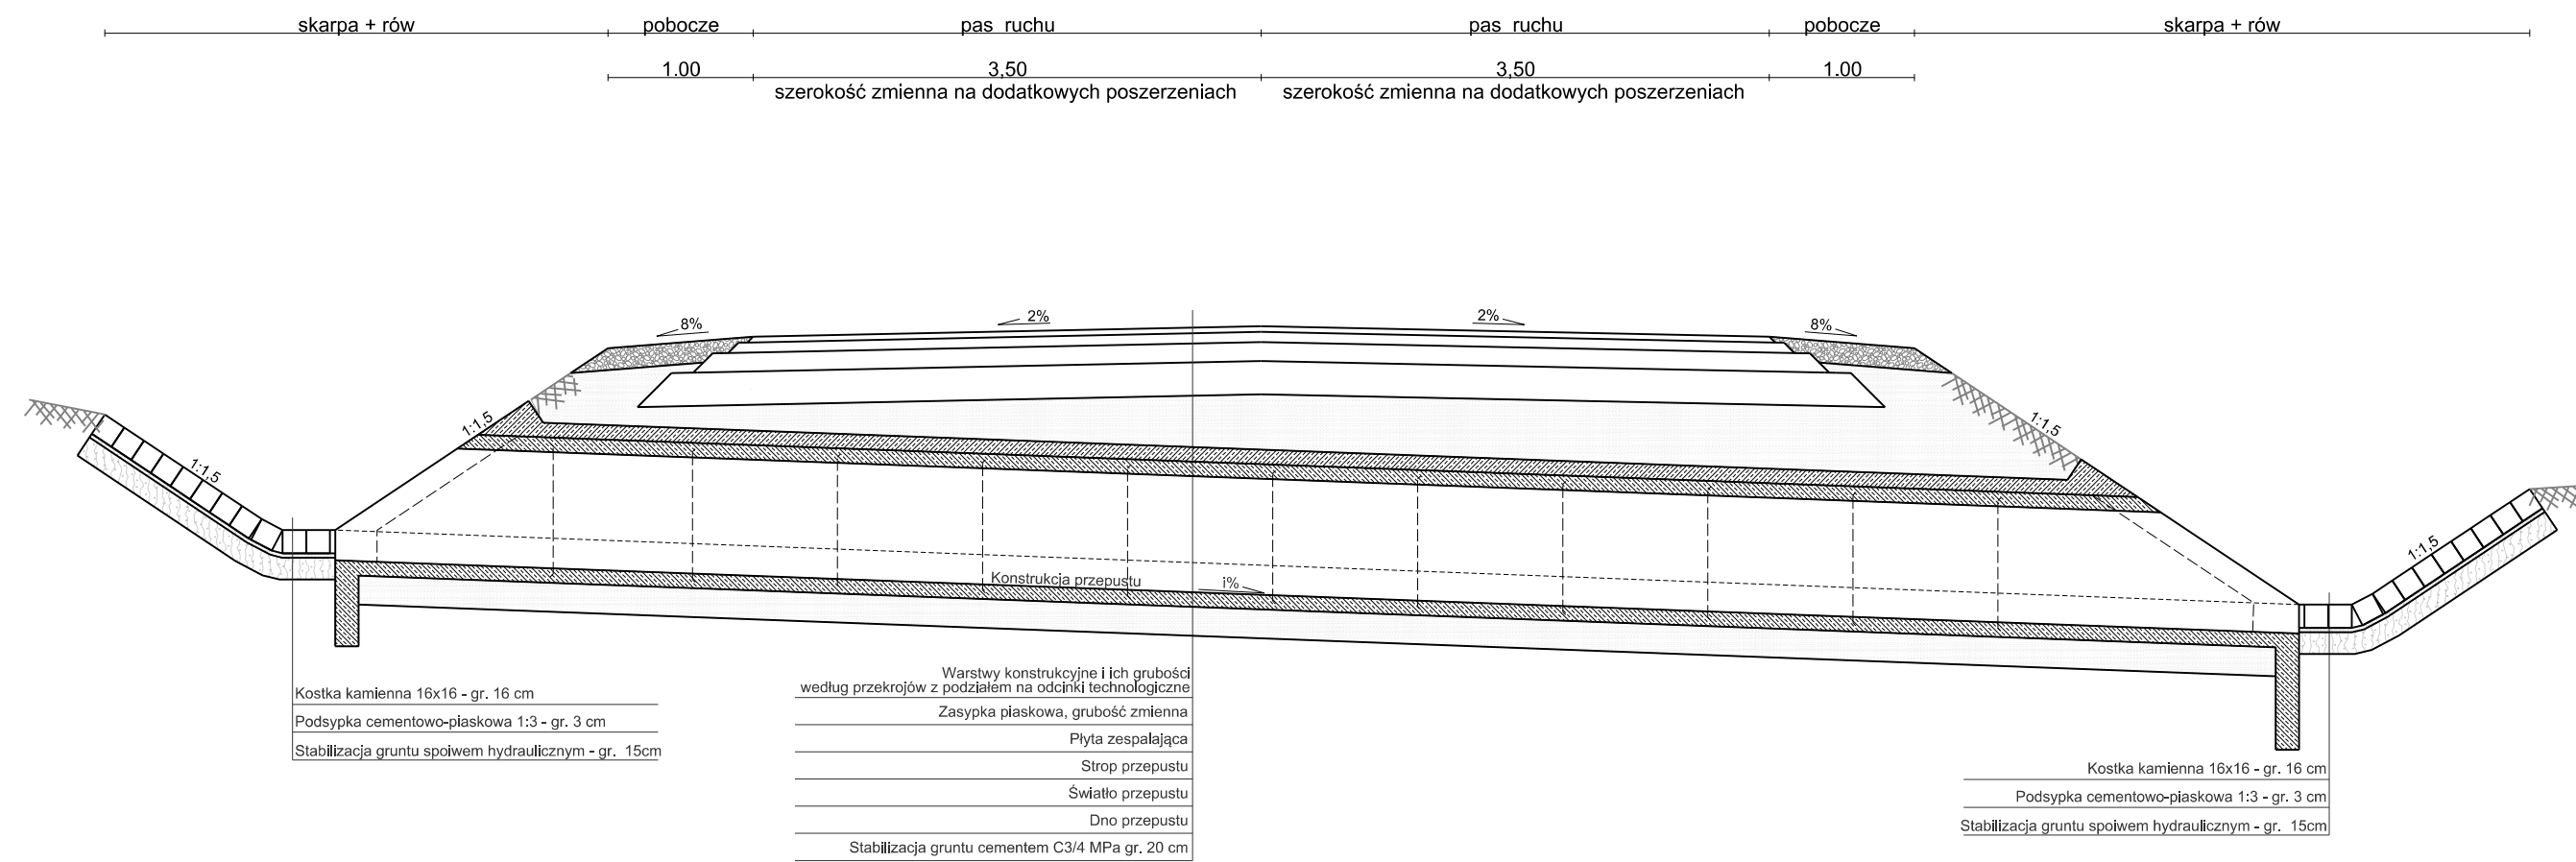 skarpa + rów
pobocze
pas ruchu
pas ruchu
pobocze
skarpa + rów
1.00
3,50
3,50
1.00
szerokość zmienna na dodatkowych poszerzeniach
szerokość zmienna na dodatkowych poszerzeniach
8%
2%
2%
8%
1:1,5
1:1,5
1:1,5
1:1,5
Konstrukcja przepustu
i%
Kostka kamienna 16x16 - gr. 16 cm
Podsypka cementowo-piaskowa 1:3 - gr. 3 cm
Stabilizacja gruntu spoiwem hydraulicznym - gr. 15cm
Warstwy konstrukcyjne i ich grubości
według przekrojów z podziałem na odcinki technologiczne
Zasypka piaskowa, grubość zmienna
Płyta zespalająca
Strop przepustu
Światło przepustu
Dno przepustu
Stabilizacja gruntu cementem C3/4 MPa gr. 20 cm
Kostka kamienna 16x16 - gr. 16 cm
Podsypka cementowo-piaskowa 1:3 - gr. 3 cm
Stabilizacja gruntu spoiwem hydraulicznym - gr. 15cm